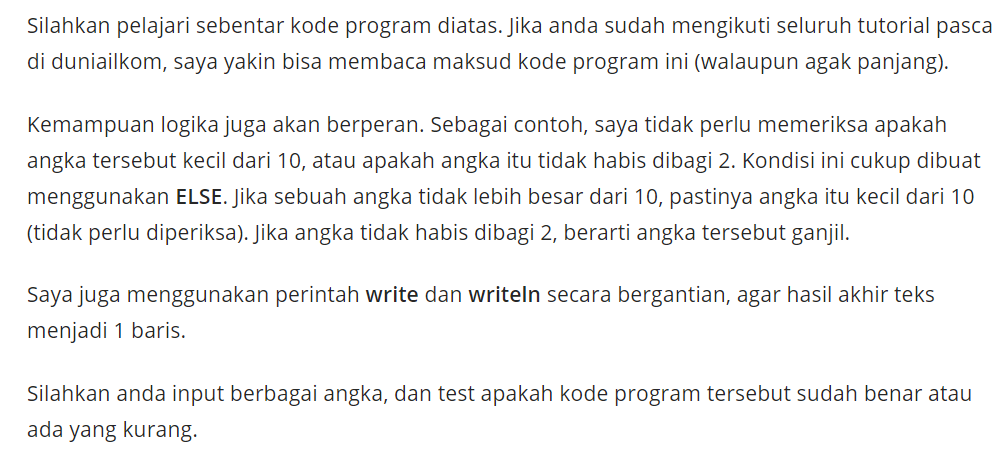 Silahkan pelajari sebentar kode program diatas. Jika anda sudah mengikuti seluruh tutorial pasca
di duniailkom, saya yakin bisa membaca maksud kode program ini (walaupun agak panjang).
Kemampuan logika juga akan berperan. Sebagai contoh, saya tidak perlu memeriksa apakah
angka tersebut kecil dari 10, atau apakah angka itu tidak habis dibagi 2. Kondisi ini cukup dibuat
menggunakan ELSE. Jika sebuah angka tidak lebih besar dari 10, pastinya angka itu kecil dari 10
(tidak perlu diperiksa). Jika angka tidak habis dibagi 2, berarti angka tersebut ganjil.
Saya juga menggunakan perintah write dan writeln secara bergantian, agar hasil akhir teks
menjadi 1 baris.
Silahkan anda input berbagai angka, dan test apakah kode program tersebut sudah benar atau
ada yang kurang.